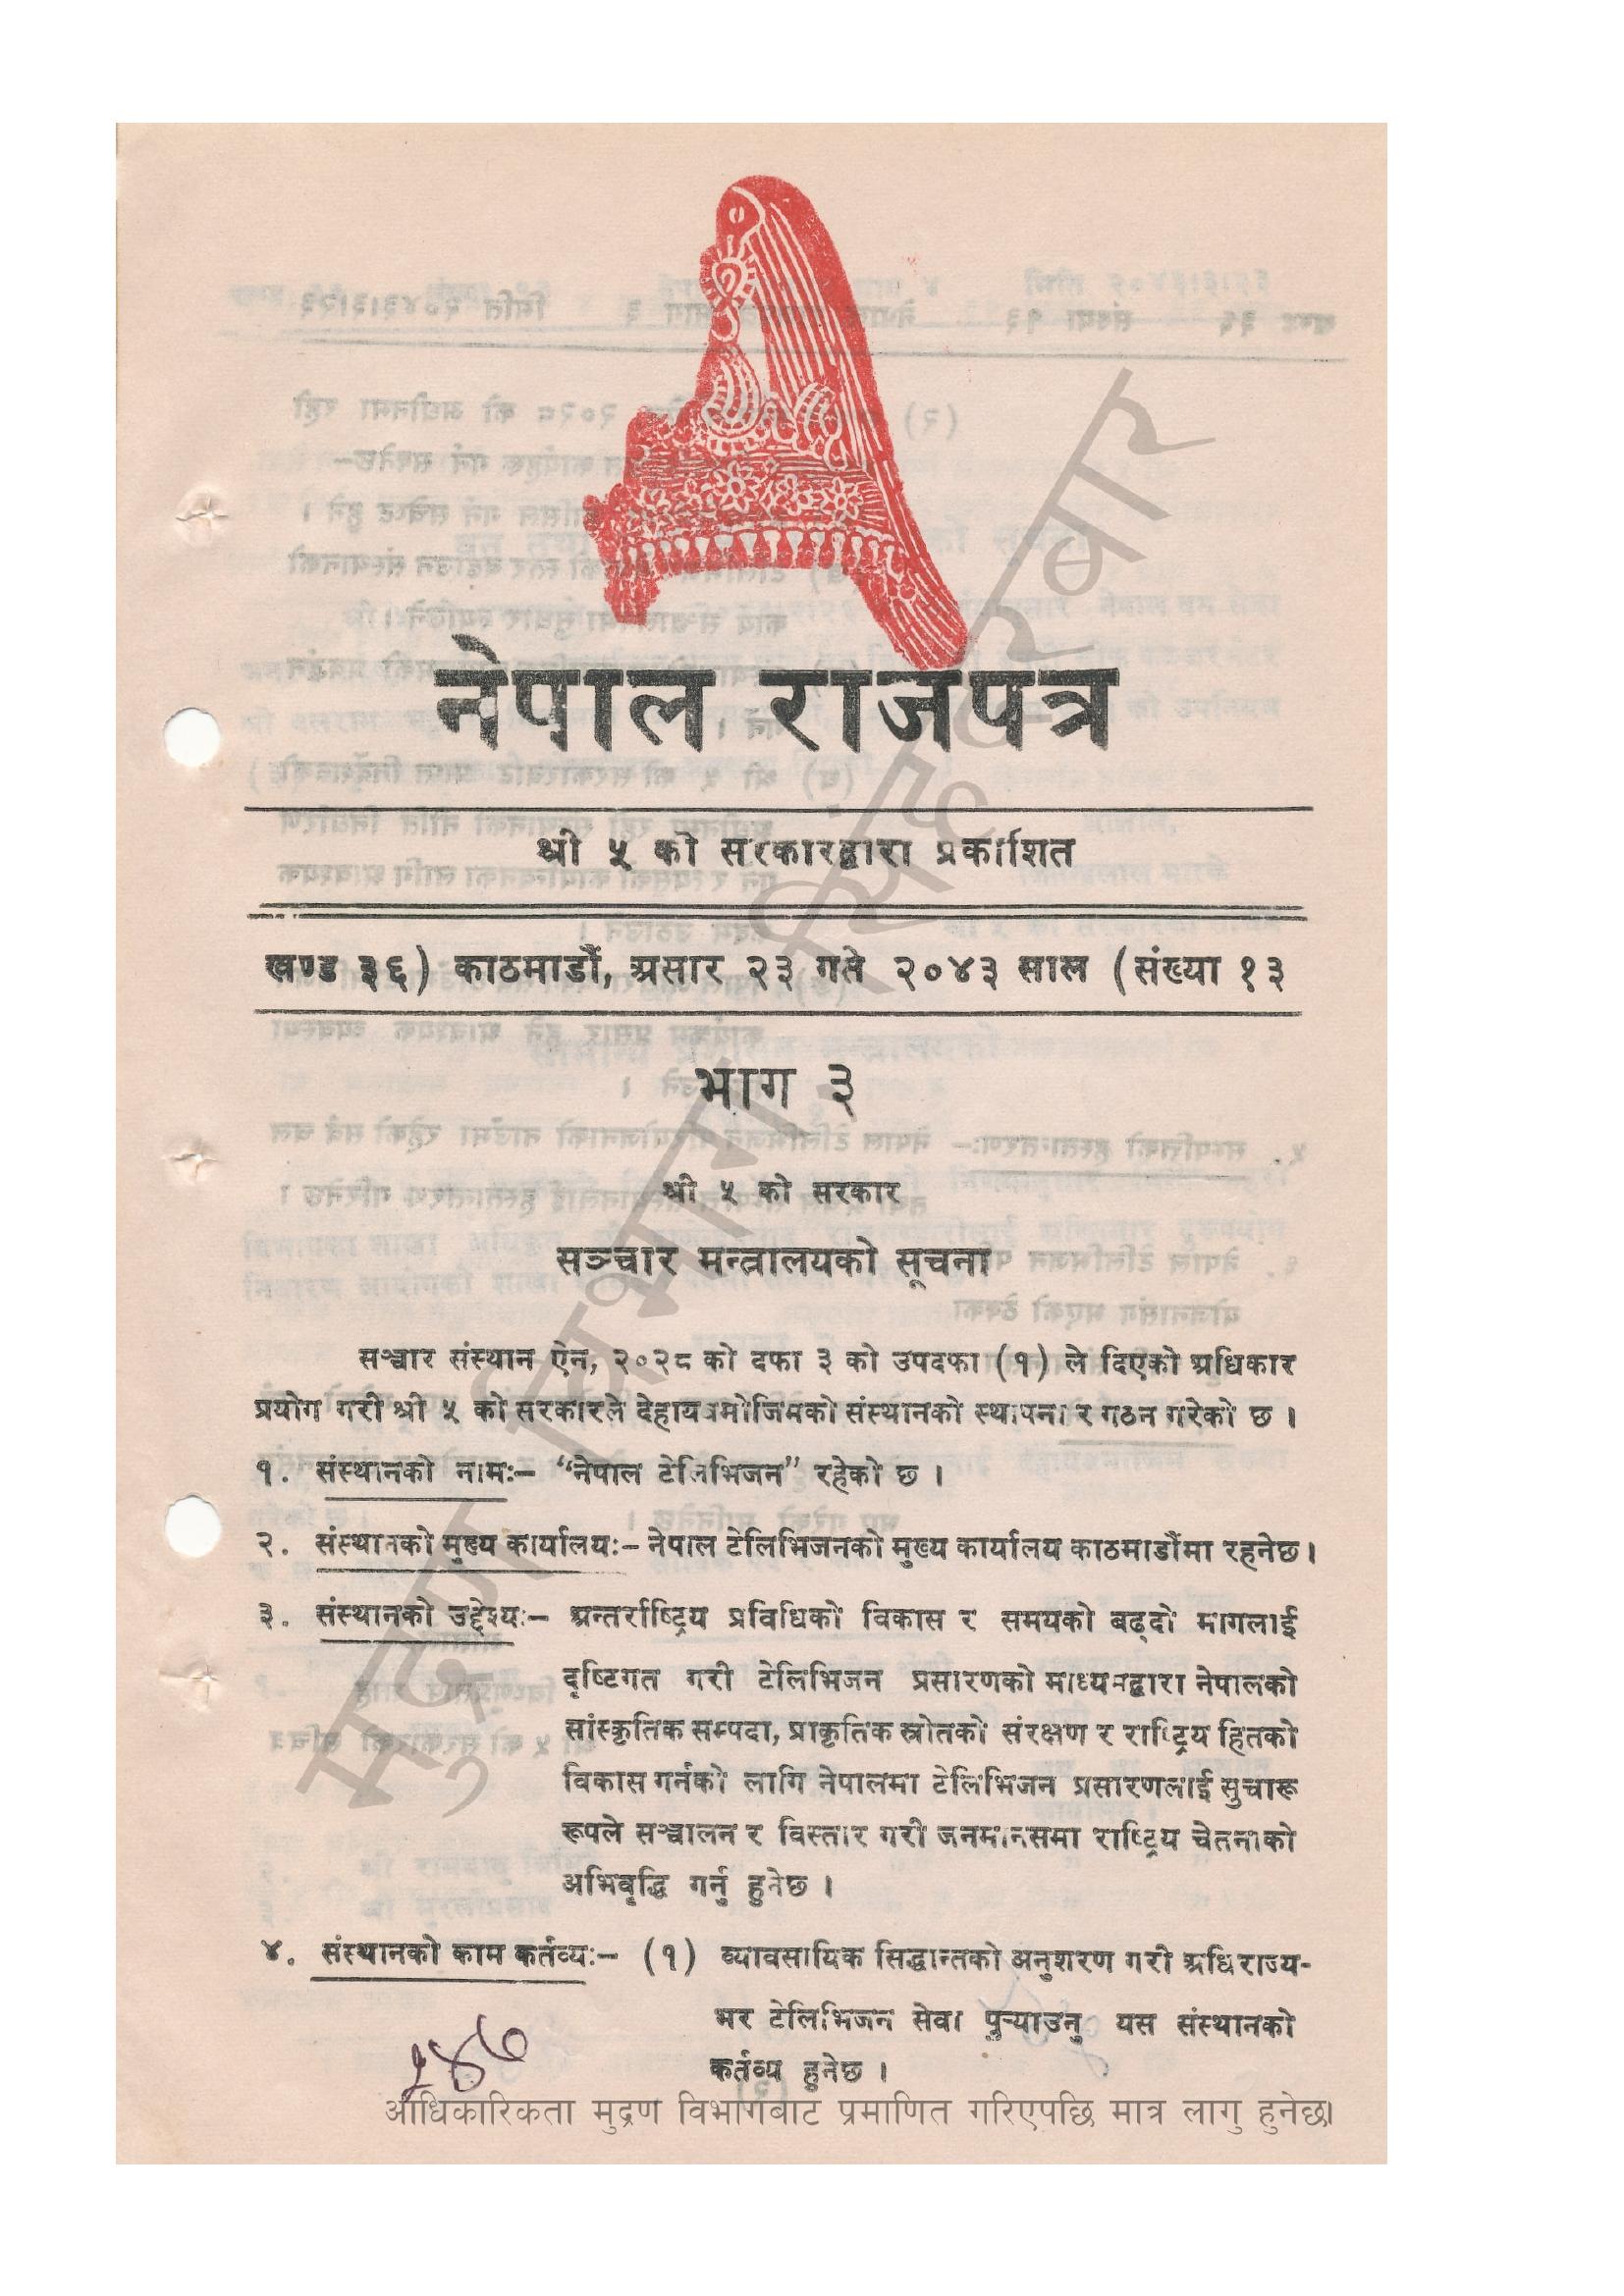 नेपाल राजपत्र
श्री ५ को सरकारद्वारा प्रकाशित
खण्ड ३६) काठमाडौं, असार २३ गते २०४३ साल (संख्या १३
भाग ३
श्री ५ को सरकार
सञ्चार मन्त्रालयको सूचना
सञ्चार संस्थान ऐन, २०२८ को दफा ३ को उपदफा (१) ले दिएको अधिकार
प्रयोग गरी श्री ५ को सरकारले देहायबमोजिमको संस्थानको स्थापना र गठन गरेको छ ।
१. संस्थानको नामः– “नेपाल टेलिभिजन” रहेको छ ।
२. संस्थानको मुख्य कार्यालयः– नेपाल टेलिभिजनको मुख्य कार्यालय काठमाडौंमा रहनेछ।
३. संस्थानको उद्देश्यः– अन्तर्राष्ट्रिय प्रविधिको विकास र समयको बढ्दो मागलाई
दृष्टिगत गरी टेलिभिजन प्रसारणको माध्यमद्वारा नेपालको
सांस्कृतिक सम्पदा, प्राकृतिक स्रोतको संरक्षण र राष्ट्रिय हितको
विकास गर्नको लागि नेपालमा टेलिभिजन प्रसारणलाई सुचारू
रूपले सञ्चालन र विस्तार गरी जनमानसमा राष्ट्रिय चेतनाको
अभिवृद्धि गर्नु हुनेछ ।
४. संस्थानको काम कर्तव्यः– (१) व्यावसायिक सिद्धान्तको अनुशरण गरी अधिराज्य-
भर टेलिभिजन सेवा पुर्‍याउनु यस संस्थानको
कर्तव्य हुनेछ ।
आधिकारिकता मुद्रण विभागबाट प्रमाणित गरिएपछि मात्र लागु हुनेछ।
मुद्रण विभाग, सिंहदरबार